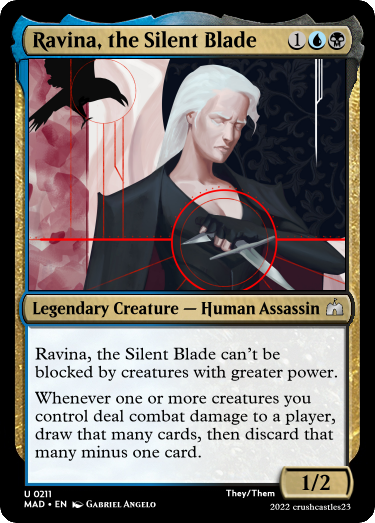 Ravina, the Silent Blade 1
Legendary Creature — Human Assassin
Ravina, the Silent Blade can't be
blocked by creatures with greater power.
Whenever one or more creatures you
control deal combat damage to a player,
draw that many cards, then discard that
many minus one card.
1/2
U 0211
MAD • EN Gabriel Angelo
They/Them
2022 crushcastles23